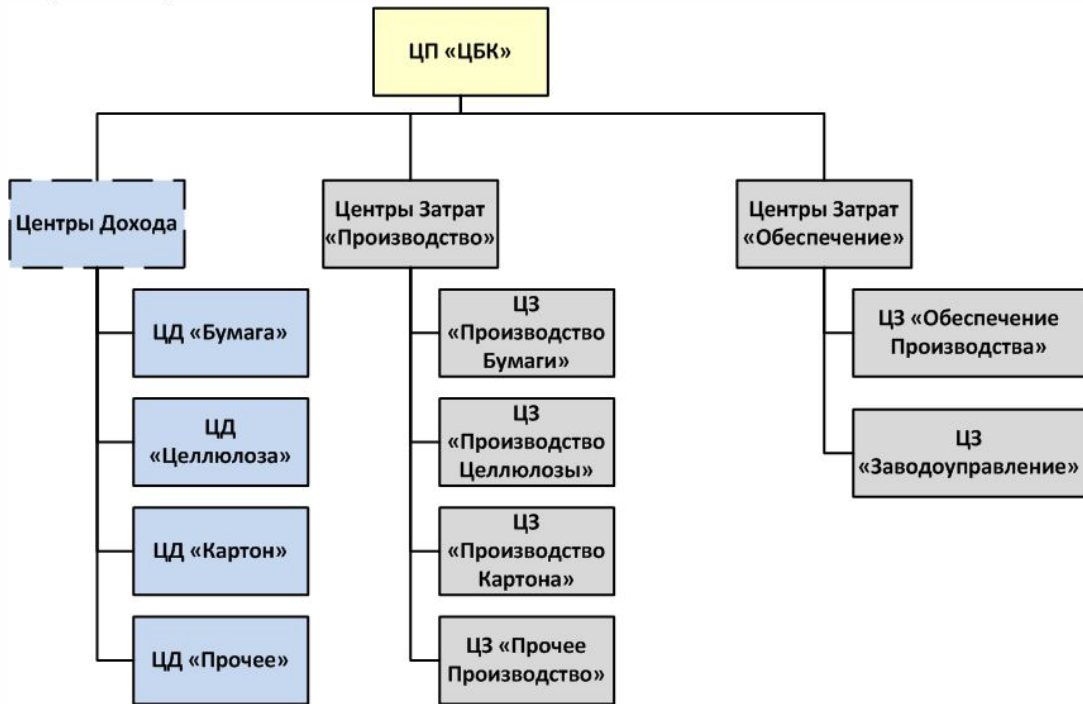 ЦП «ЦБК»
Центры Дохода
ЦД «Бумага»
ЦД
«Целлюлоза»
ЦД «Картон»
ЦД «Прочее»
Центры Затрат
«Производство»
ЦЗ
«Производство
Бумаги»
ЦЗ
«Производство
Целлюлозы»
ЦЗ
«Производство
Картона»
ЦЗ «Прочее
Производство»
Центры Затрат
«Обеспечение»
ЦЗ «Обеспечение
Производства»
ЦЗ
«Заводоуправление»